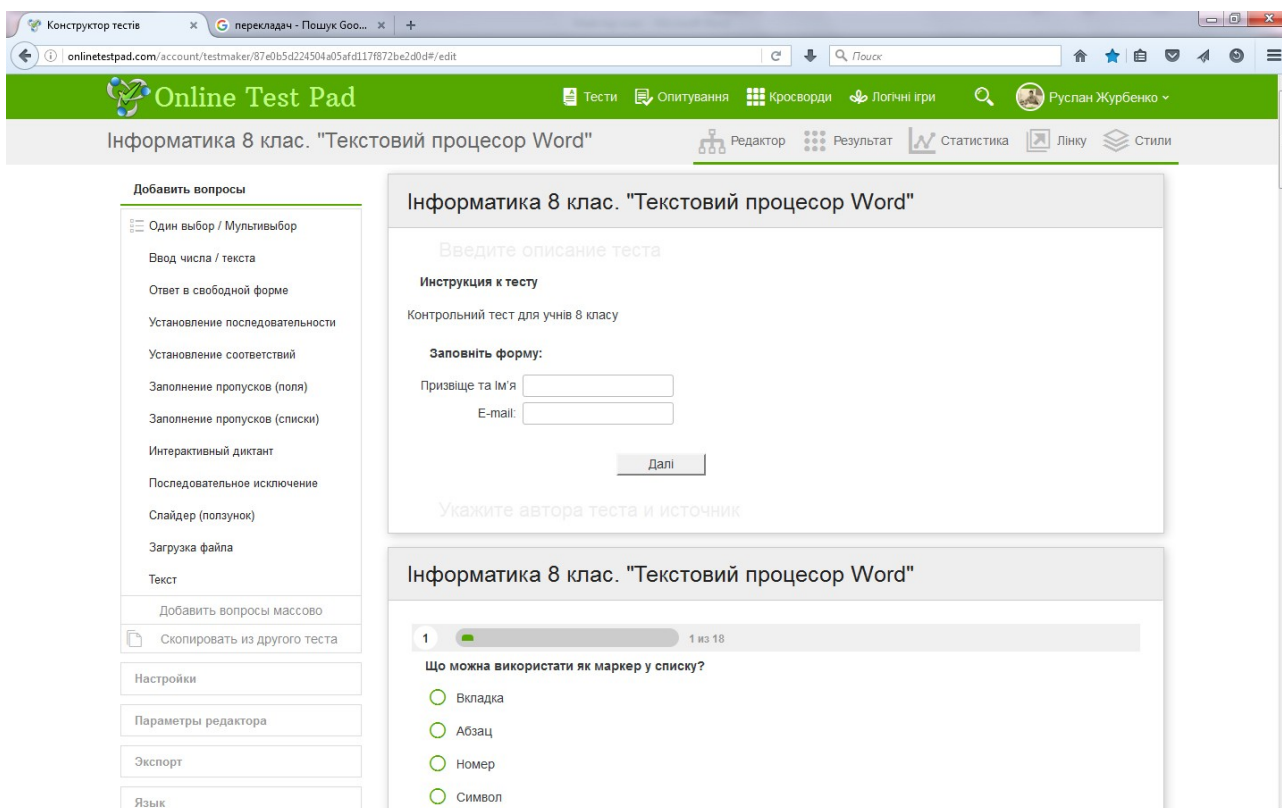 Конструктор тестів
перекладач - Пошук Goo...
onlinetestpad.com/account/testmaker/87e0b5d224504a05afd117f872be2d0d#/edit
Поиск
Online Test Pad
Тести Опитування Кросворди Логічні ігри Руслан Журбенко
Інформатика 8 клас. "Текстовий процесор Word"
Редактор Результат Статистика Лінку Стили
Добавить вопросы
Один выбор / Мультивыбор
Ввод числа / текста
Ответ в свободной форме
Установление последовательности
Установление соответствий
Заполнение пропусков (поля)
Заполнение пропусков (списки)
Интерактивный диктант
Последовательное исключение
Слайдер (ползунок)
Загрузка файла
Текст
Добавить вопросы массово
Скопировать из другого теста
Настройки
Параметры редактора
Экспорт
Язык
Інформатика 8 клас. "Текстовий процесор Word"
Введите описание теста
Инструкция к тесту
Контрольний тест для учнів 8 класу
Заповніть форму:
Призвіще та Ім'я
E-mail:
Далі
Укажите автора теста и источник
Інформатика 8 клас. "Текстовий процесор Word"
1 1 из 18
Що можна використати як маркер у списку?
Вкладка
Абзац
Номер
Символ